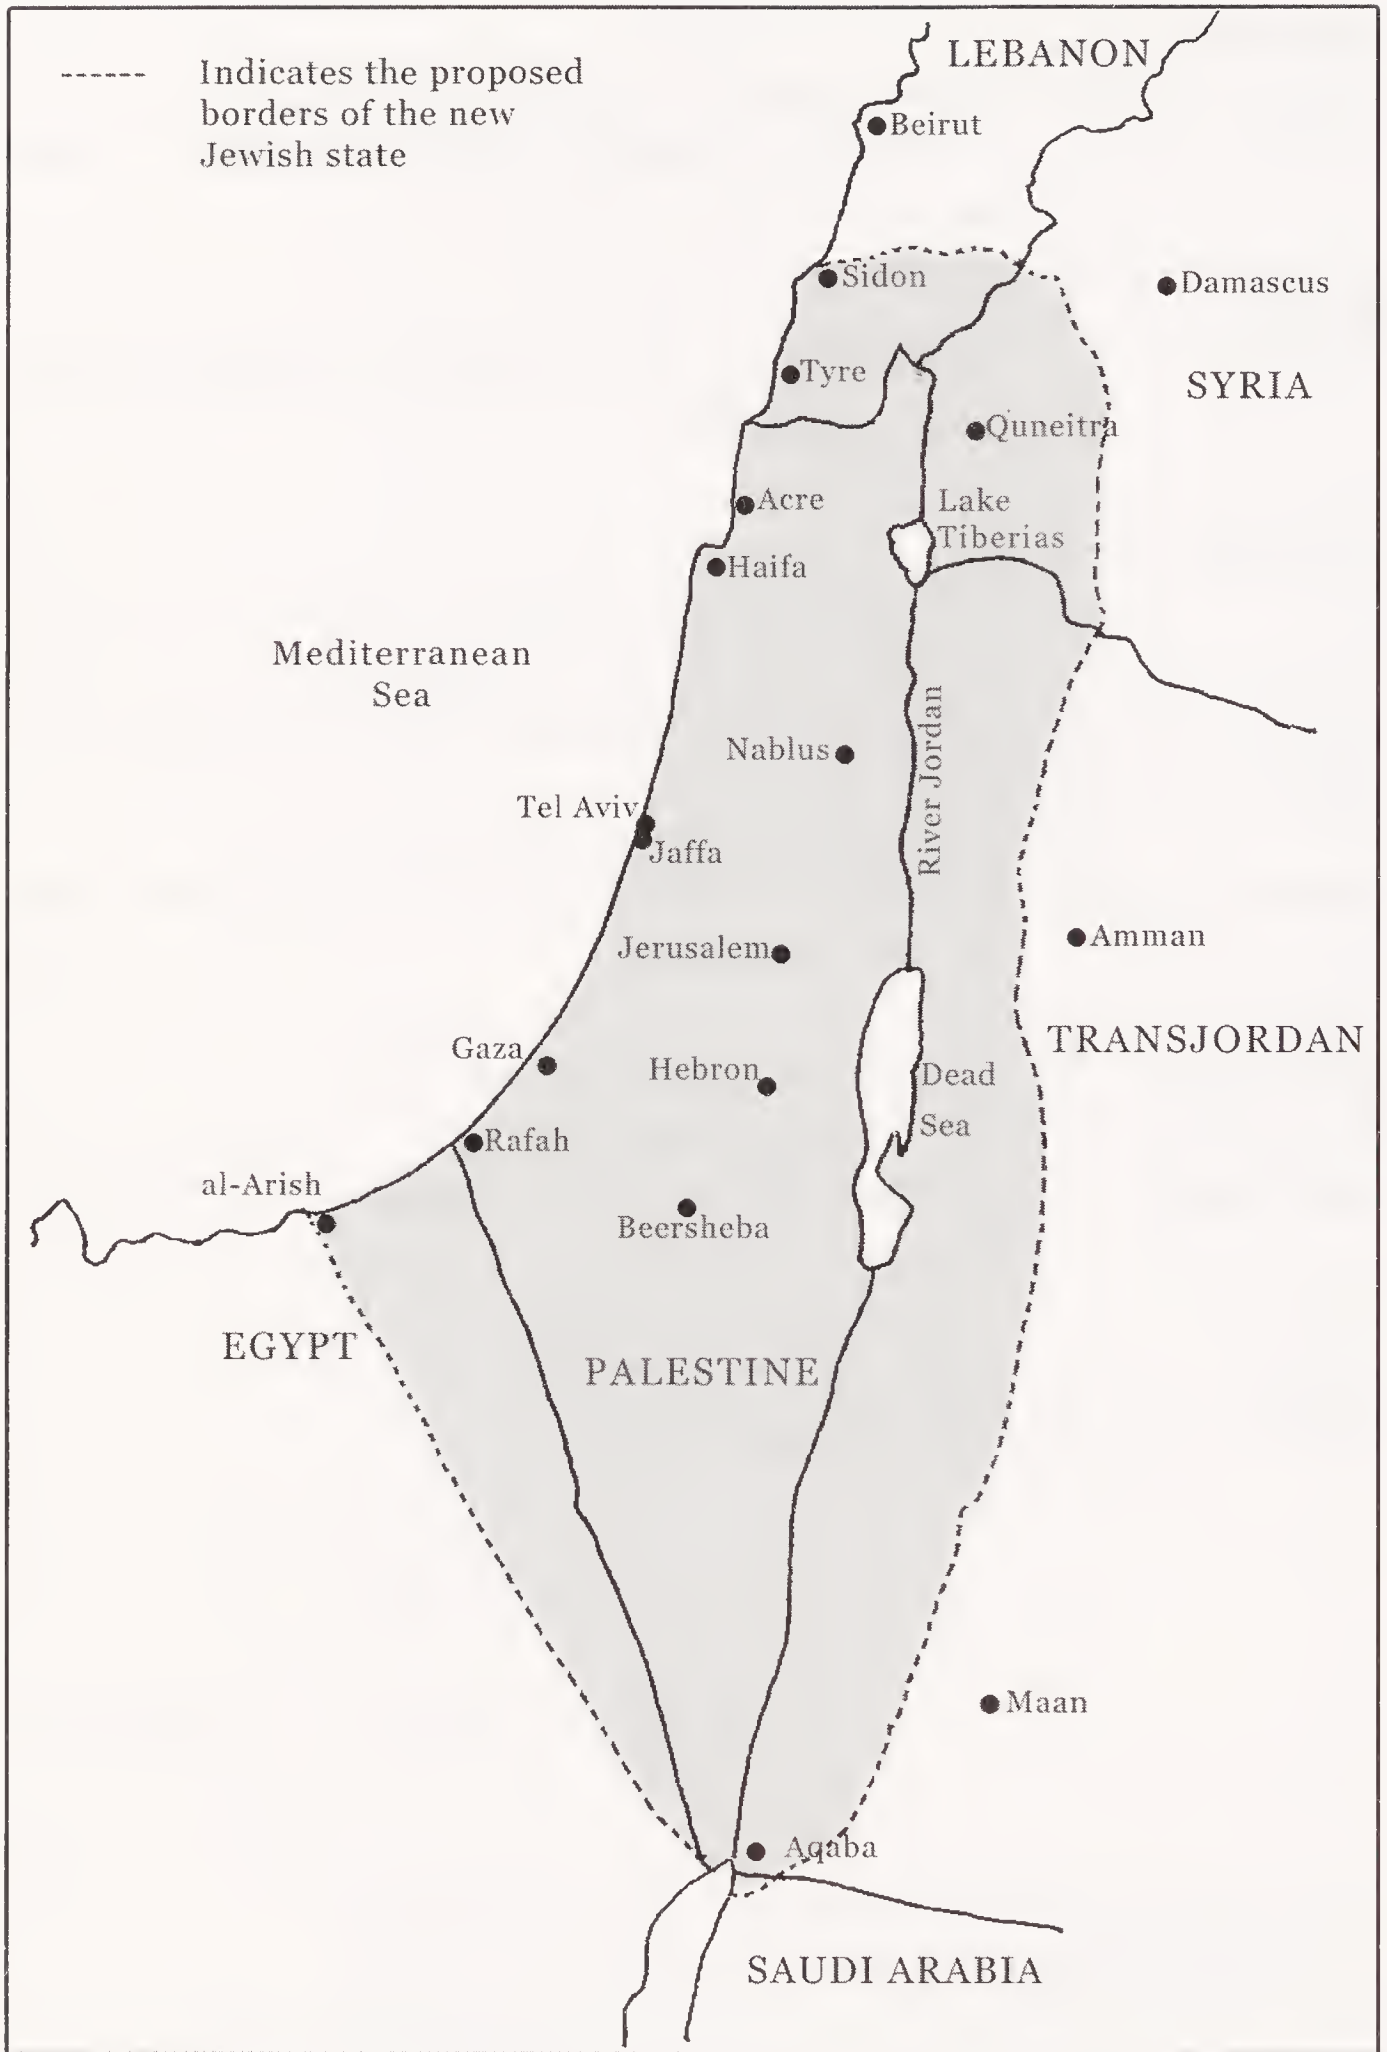 Indicates the proposed
borders of the new
Jewish state
LEBANON
Beirut
Sidon
Damascus
Tyre
SYRIA
Quneitra
Acre
Lake
Tiberias
Haifa
Mediterranean
Sea
River Jordan
Nablus
Tel Aviv
Jaffa
Amman
Jerusalem
TRANSJORDAN
Gaza
Hebron
Dead
Sea
Rafah
al-Arish
Beersheba
EGYPT
PALESTINE
Maan
Aqaba
SAUDI ARABIA